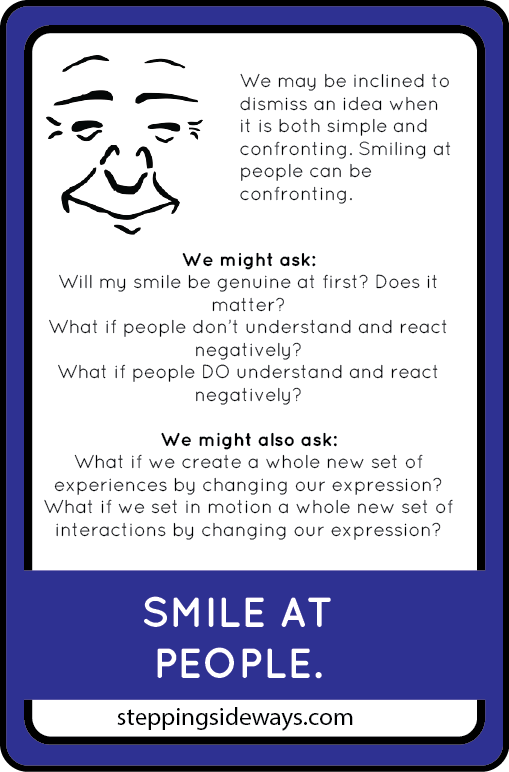 We may be inclined to
dismiss an idea when
it is both simple and
confronting. Smiling at
people can be
confronting.
We might ask:
Will my smile be genuine at first? Does it
matter?
What if people don't understand and react
negatively?
What if people DO understand and react
negatively?
We might also ask:
What if we create a whole new set of
experiences by changing our expression?
What if we set in motion a whole new set of
interactions by changing our expression?
SMILE AT
PEOPLE.
steppingsideways.com